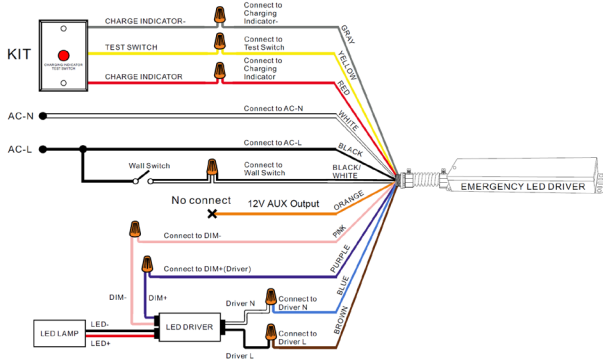 KIT
CHARGING INDICATOR
TEST SWITCH
CHARGE INDICATOR-
Connect to
Charging
Indicator-
GRAY
TEST SWITCH
Connect to
Test Switch
YELLOW
CHARGE INDICATOR
Connect to
Charging
Indicator
RED
AC-N
Connect to AC-N
WHITE
AC-L
Connect to AC-L
BLACK
Wall Switch
Connect to
Wall Switch
BLACK/
WHITE
EMERGENCY LED DRIVER
No connect
12V AUX Output
ORANGE
Connect to DIM-
PINK
Connect to DIM+(Driver)
PURPLE
DIM-
DIM+
Driver N
Connect to
Driver N
BLUE
LED LAMP
LED-
LED+
LED DRIVER
Driver L
Connect to
Driver L
BROWN